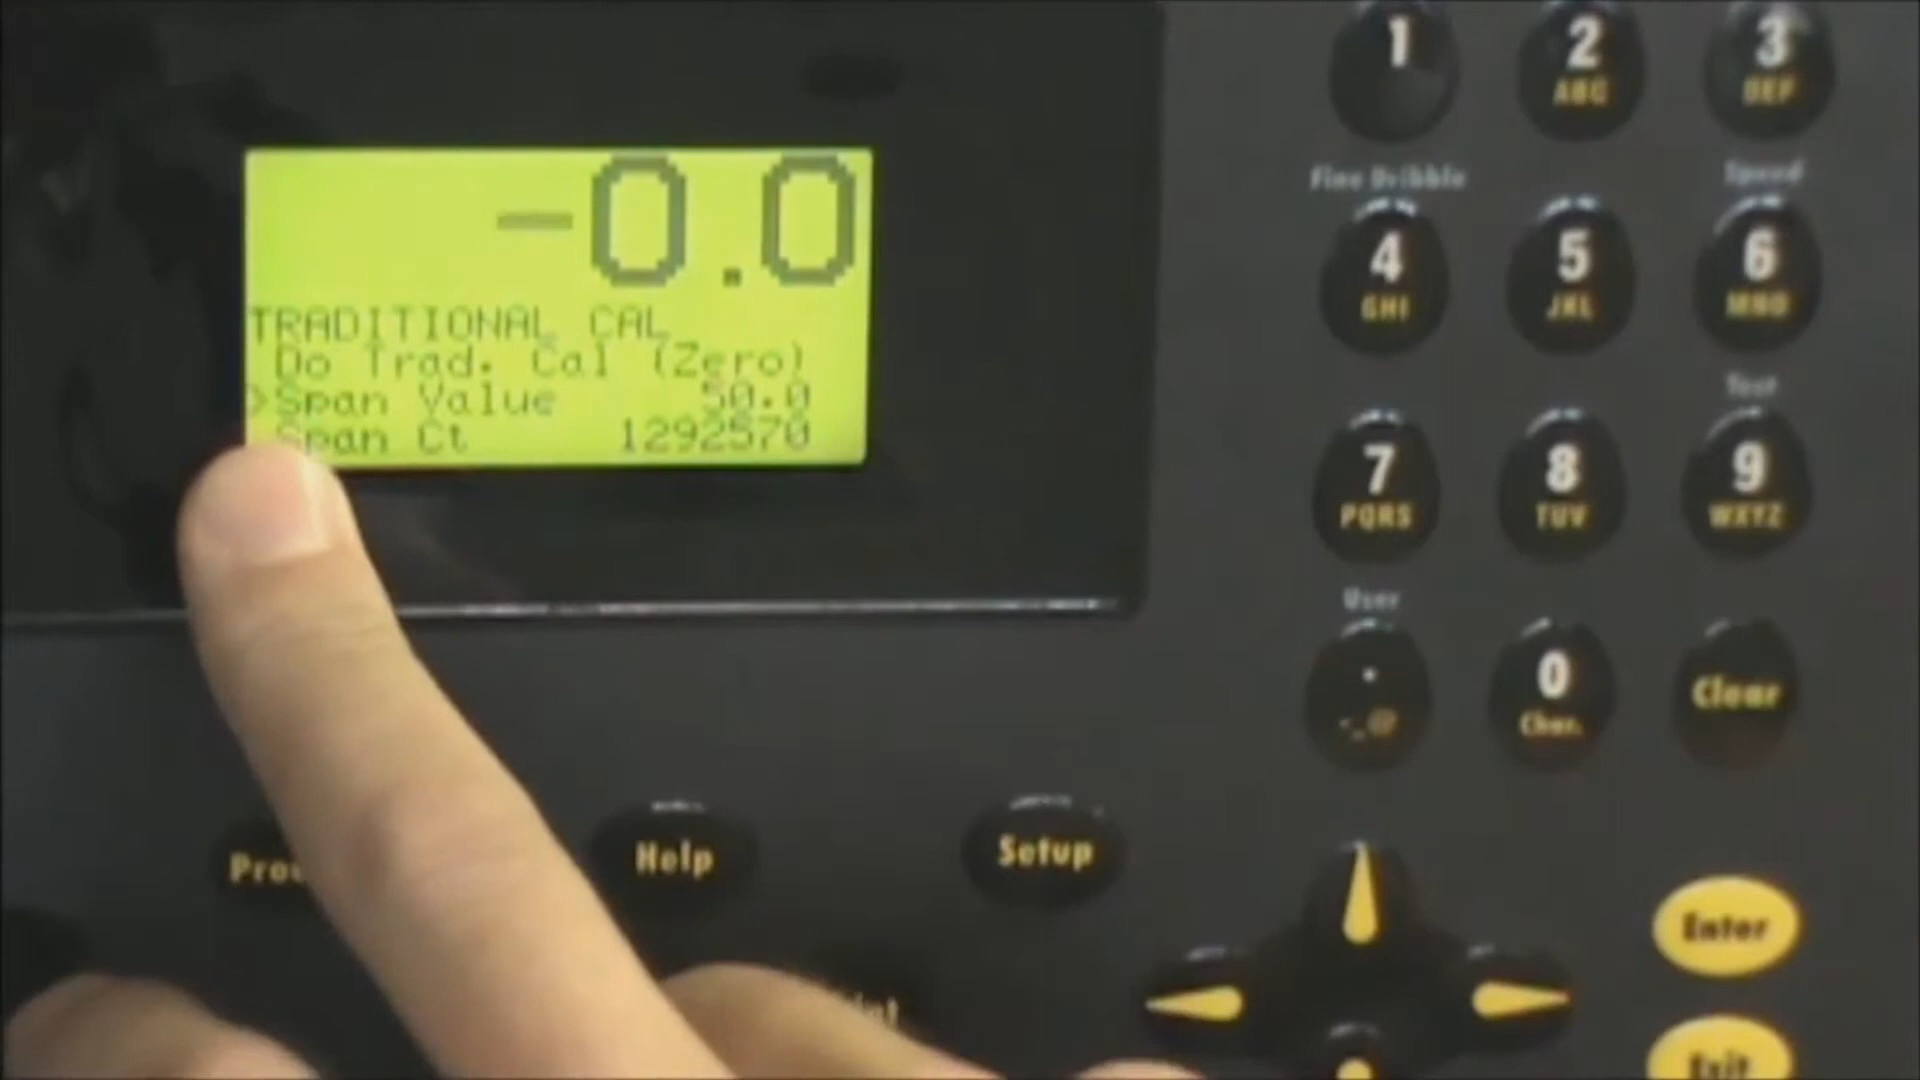 -0.0
TRADITIONAL CAL
Do Trad. Cal (Zero)
>Span Value 50.0
Span Ct 1292570
1
2
ABC
3
DEF
Fine Dribble
Speed
4
GHI
5
JKL
6
MNO
Test
7
PQRS
8
TUV
9
WXYZ
User
.
-_@
0
Char.
Clear
Help
Setup
Enter
Exit